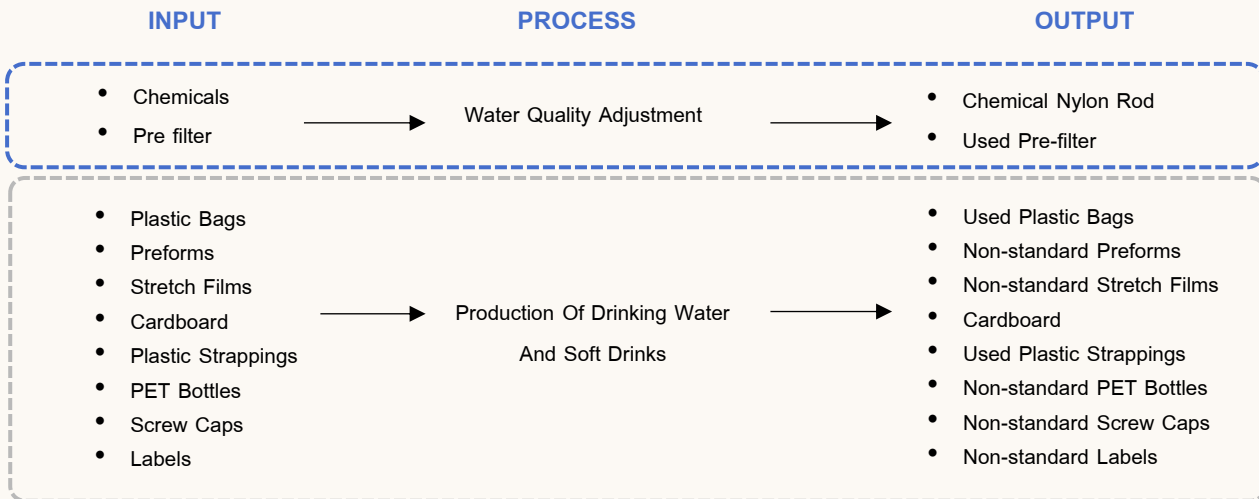 INPUT PROCESS OUTPUT
• Chemicals
• Pre filter
Water Quality Adjustment
• Chemical Nylon Rod
• Used Pre-filter
• Plastic Bags
• Preforms
• Stretch Films
• Cardboard
• Plastic Strappings
• PET Bottles
• Screw Caps
• Labels
Production Of Drinking Water
And Soft Drinks
• Used Plastic Bags
• Non-standard Preforms
• Non-standard Stretch Films
• Cardboard
• Used Plastic Strappings
• Non-standard PET Bottles
• Non-standard Screw Caps
• Non-standard Labels